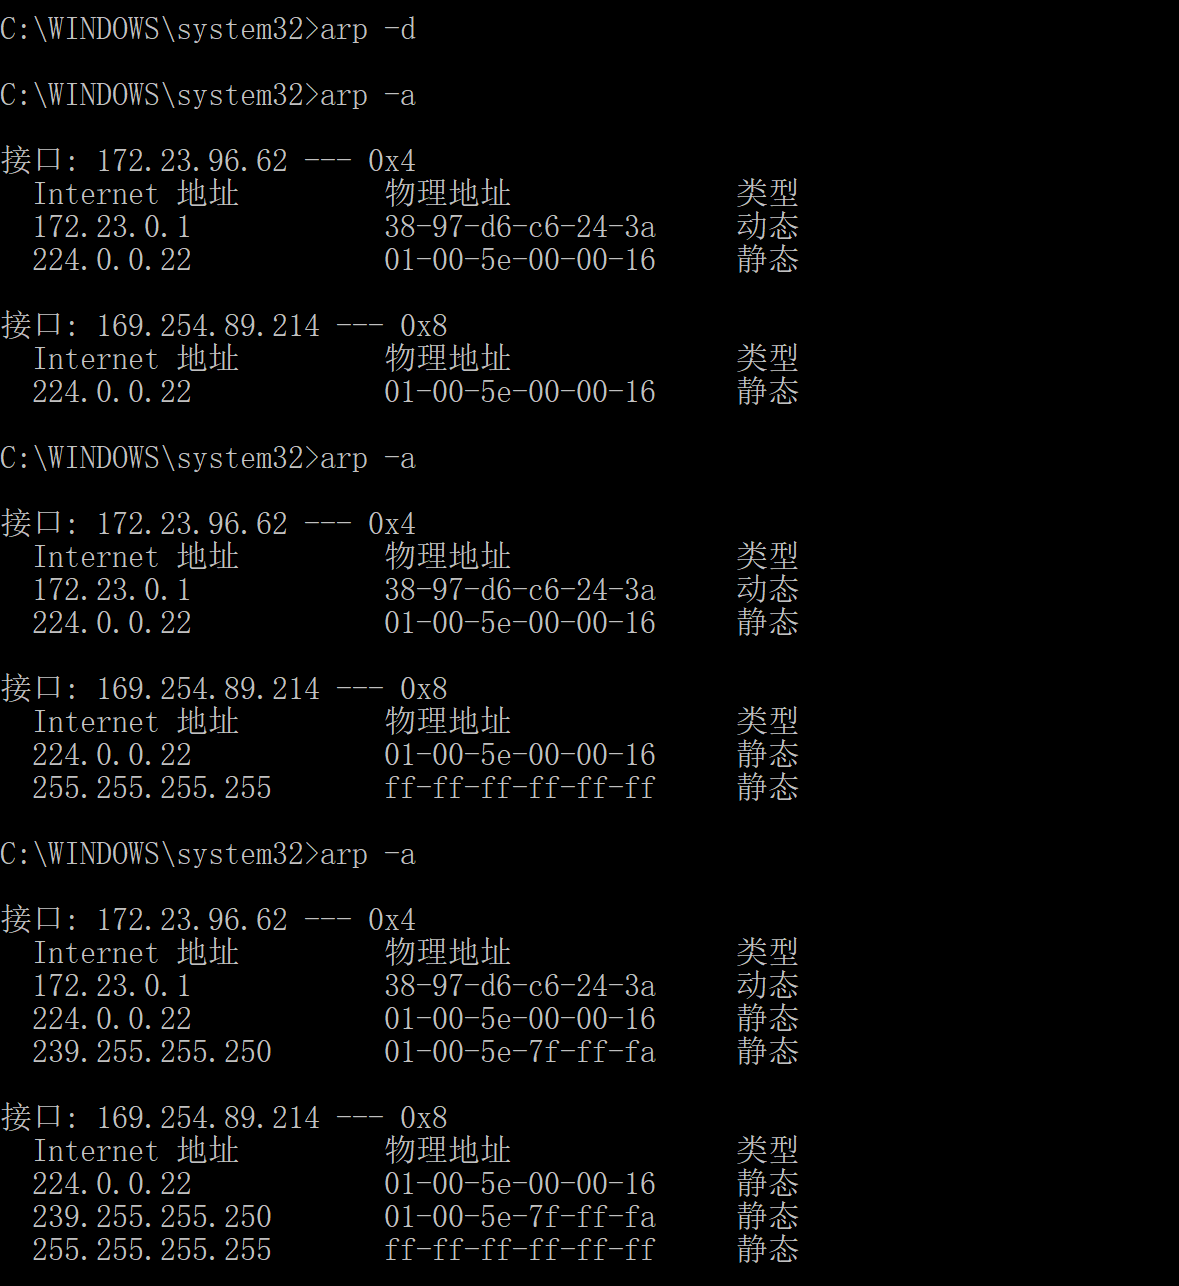 C:\WINDOWS\system32>arp -d
C:\WINDOWS\system32>arp -a
接口: 172.23.96.62 --- 0x4
  Internet 地址         物理地址              类型
  172.23.0.1            38-97-d6-c6-24-3a     动态
  224.0.0.22            01-00-5e-00-00-16     静态
接口: 169.254.89.214 --- 0x8
  Internet 地址         物理地址              类型
  224.0.0.22            01-00-5e-00-00-16     静态
C:\WINDOWS\system32>arp -a
接口: 172.23.96.62 --- 0x4
  Internet 地址         物理地址              类型
  172.23.0.1            38-97-d6-c6-24-3a     动态
  224.0.0.22            01-00-5e-00-00-16     静态
接口: 169.254.89.214 --- 0x8
  Internet 地址         物理地址              类型
  224.0.0.22            01-00-5e-00-00-16     静态
  255.255.255.255       ff-ff-ff-ff-ff-ff     静态
C:\WINDOWS\system32>arp -a
接口: 172.23.96.62 --- 0x4
  Internet 地址         物理地址              类型
  172.23.0.1            38-97-d6-c6-24-3a     动态
  224.0.0.22            01-00-5e-00-00-16     静态
  239.255.255.250       01-00-5e-7f-ff-fa     静态
接口: 169.254.89.214 --- 0x8
  Internet 地址         物理地址              类型
  224.0.0.22            01-00-5e-00-00-16     静态
  239.255.255.250       01-00-5e-7f-ff-fa     静态
  255.255.255.255       ff-ff-ff-ff-ff-ff     静态